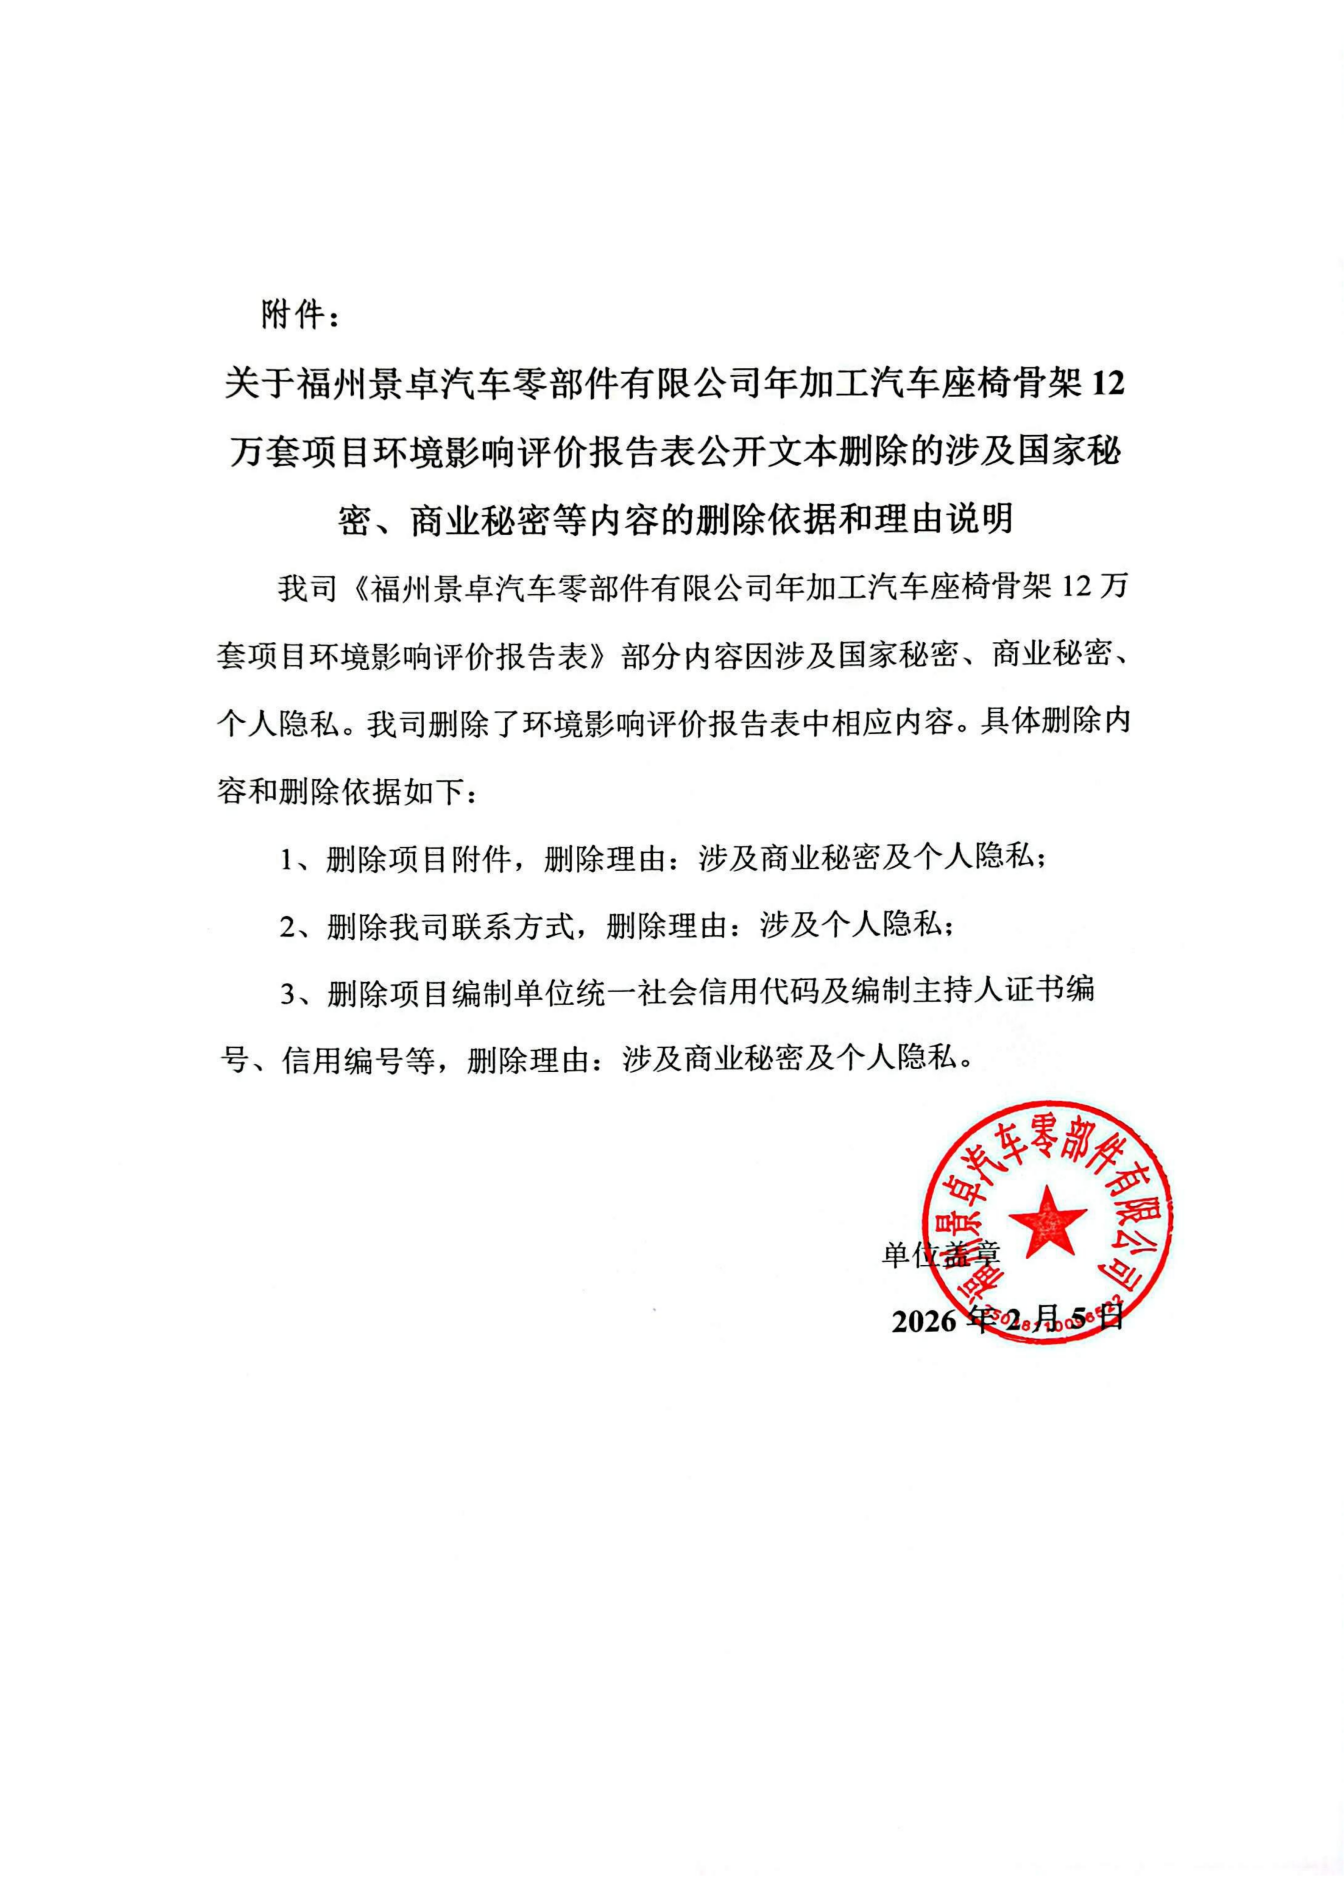 附件：
关于福州景卓汽车零部件有限公司年加工汽车座椅骨架 12
万套项目环境影响评价报告表公开文本删除的涉及国家秘
密、商业秘密等内容的删除依据和理由说明
我司《福州景卓汽车零部件有限公司年加工汽车座椅骨架 12 万
套项目环境影响评价报告表》部分内容因涉及国家秘密、商业秘密、
个人隐私。我司删除了环境影响评价报告表中相应内容。具体删除内
容和删除依据如下：
1、删除项目附件，删除理由：涉及商业秘密及个人隐私；
2、删除我司联系方式，删除理由：涉及个人隐私；
3、删除项目编制单位统一社会信用代码及编制主持人证书编
号、信用编号等，删除理由：涉及商业秘密及个人隐私。
福州景卓汽车零部件有限公司
单位盖章
2026 年 2 月 5 日